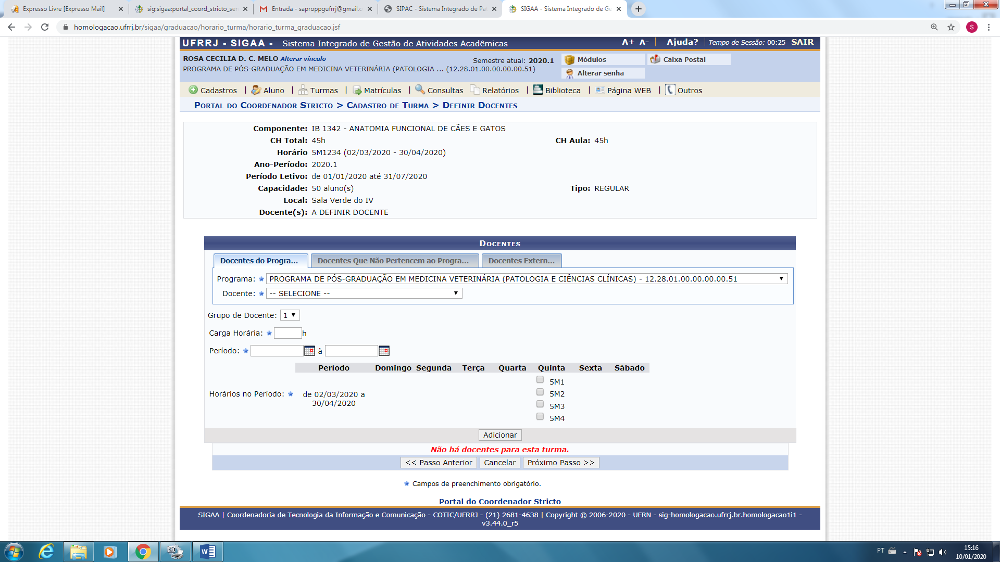 Expresso Livre [Expresso Mail]
sig:sigaa:portal_coord_stricto_sen
Entrada - saproppgufrrj@gmail.c
SIPAC - Sistema Integrado de Pa
SIGAA - Sistema Integrado de Ge
homologacao.ufrrj.br/sigaa/graduacao/horario_turma/horario_turma_graduacao.jsf
S
UFRRJ - SIGAA - Sistema Integrado de Gestão de Atividades Acadêmicas
A+ A- Ajuda? Tempo de Sessão: 00:25 SAIR
ROSA CECILIA D. C. MELO Alterar vínculo
Semestre atual: 2020.1
Módulos
Caixa Postal
PROGRAMA DE PÓS-GRADUAÇÃO EM MEDICINA VETERINÁRIA (PATOLOGIA ... (12.28.01.00.00.00.00.51)
Alterar senha
Cadastros | Aluno | Turmas | Matrículas | Consultas Relatórios | Biblioteca | Página WEB | Outros
PORTAL DO COORDENADOR STRICTO > CADASTRO DE TURMA > DEFINIR DOCENTES
Componente: IB 1342 - ANATOMIA FUNCIONAL DE CÃES E GATOS
CH Total: 45h CH Aula: 45h
Horário 5M1234 (02/03/2020 - 30/04/2020)
Ano-Período: 2020.1
Período Letivo: de 01/01/2020 até 31/07/2020
Capacidade: 50 aluno(s) Tipo: REGULAR
Local: Sala Verde do IV
Docente(s): A DEFINIR DOCENTE
DOCENTES
Docentes do Progra... Docentes Que Não Pertencem ao Progra... Docentes Extern...
Programa: PROGRAMA DE PÓS-GRADUAÇÃO EM MEDICINA VETERINÁRIA (PATOLOGIA E CIÊNCIAS CLÍNICAS) - 12.28.01.00.00.00.00.51
Docente: -- SELECIONE --
Grupo de Docente: 1
Carga Horária: h
Período: à
Período Domingo Segunda Terça Quarta Quinta Sexta Sábado
5M1
Horários no Período: de 02/03/2020 a 30/04/2020
5M2
5M3
5M4
Adicionar
Não há docentes para esta turma.
<< Passo Anterior Cancelar Próximo Passo >>
Campos de preenchimento obrigatório.
Portal do Coordenador Stricto
SIGAA | Coordenadoria de Tecnologia da Informação e Comunicação - COTIC/UFRRJ - (21) 2681-4638 | Copyright © 2006-2020 - UFRN - sig-homologacao.ufrrj.br.homologacao1i1 -
v3.44.0_r5
PT
15:16
10/01/2020